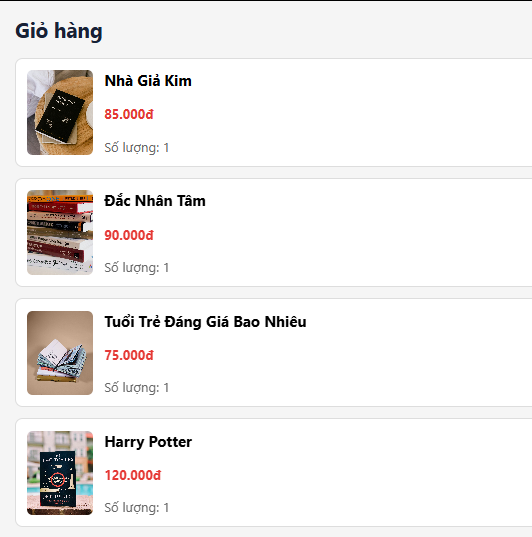 Giỏ hàng
Nhà Giả Kim
85.000đ
Số lượng: 1
Đắc Nhân Tâm
90.000đ
Số lượng: 1
Tuổi Trẻ Đáng Giá Bao Nhiêu
75.000đ
Số lượng: 1
Harry Potter
120.000đ
Số lượng: 1